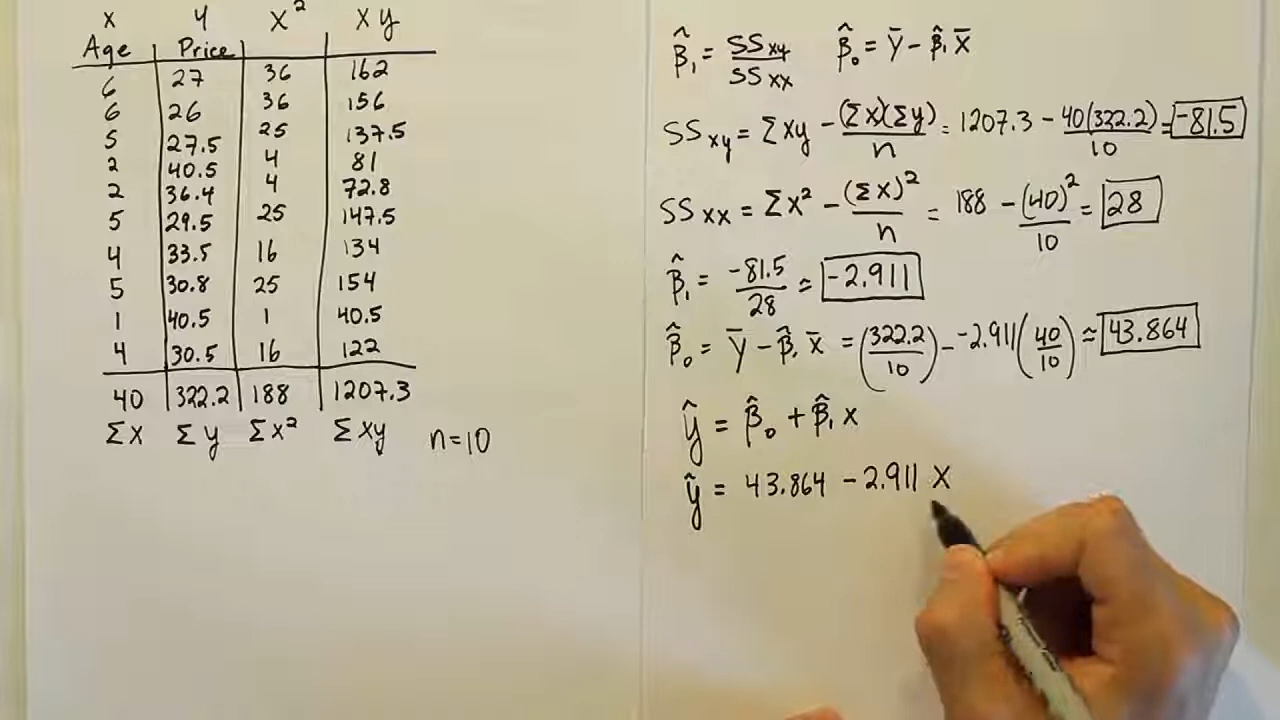 x y x² xy
Age Price
6 27 36 162
6 26 36 156
5 27.5 25 137.5
2 40.5 4 81
2 36.4 4 72.8
5 29.5 25 147.5
4 33.5 16 134
5 30.8 25 154
1 40.5 1 40.5
4 30.5 16 122
40 322.2 188 1207.3
Σx Σy Σx² Σxy n=10
β̂₁ = SSxy / SSxx β̂₀ = ȳ - β̂₁x̄
SSxy = Σxy - (Σx)(Σy) / n = 1207.3 - 40(322.2) / 10 = -81.5
SSxx = Σx² - (Σx)² / n = 188 - (40)² / 10 = 28
β̂₁ = -81.5 / 28 ≈ -2.911
β̂₀ = ȳ - β̂₁x̄ = (322.2 / 10) - -2.911(40 / 10) ≈ 43.864
ŷ = β̂₀ + β̂₁x
ŷ = 43.864 - 2.911 x